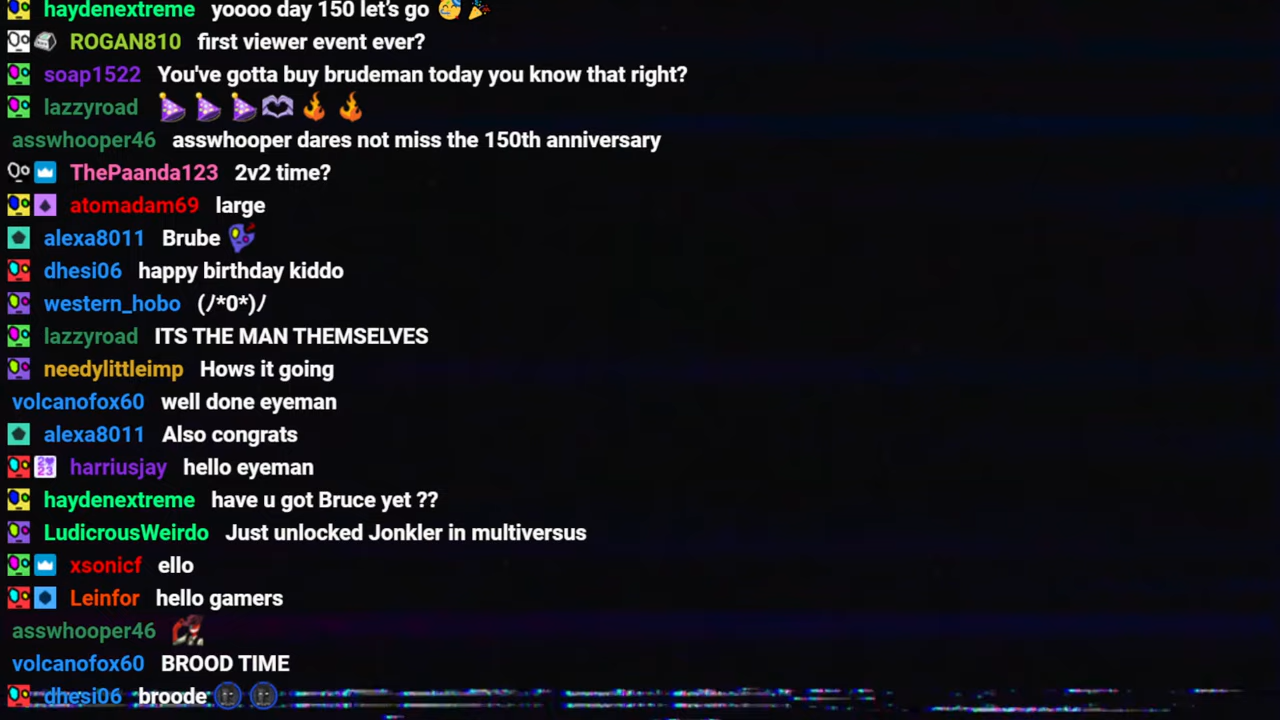 haydenextreme yoooo day 150 let's go 🥳 🎉
ROGAN810 first viewer event ever?
soap1522 You've gotta buy brudeman today you know that right?
lazzyroad 🔥 🔥
asswhooper46 asswhooper dares not miss the 150th anniversary
ThePaanda123 2v2 time?
atomadam69 large
alexa8011 Brube
dhesi06 happy birthday kiddo
western_hobo (ﾉ*0*)ﾉ
lazzyroad ITS THE MAN THEMSELVES
needylittleimp Hows it going
volcanofox60 well done eyeman
alexa8011 Also congrats
harriusjay hello eyeman
haydenextreme have u got Bruce yet ??
LudicrousWeirdo Just unlocked Jonkler in multiversus
xsonicf ello
Leinfor hello gamers
asswhooper46
volcanofox60 BROOD TIME
dhesi06 broode